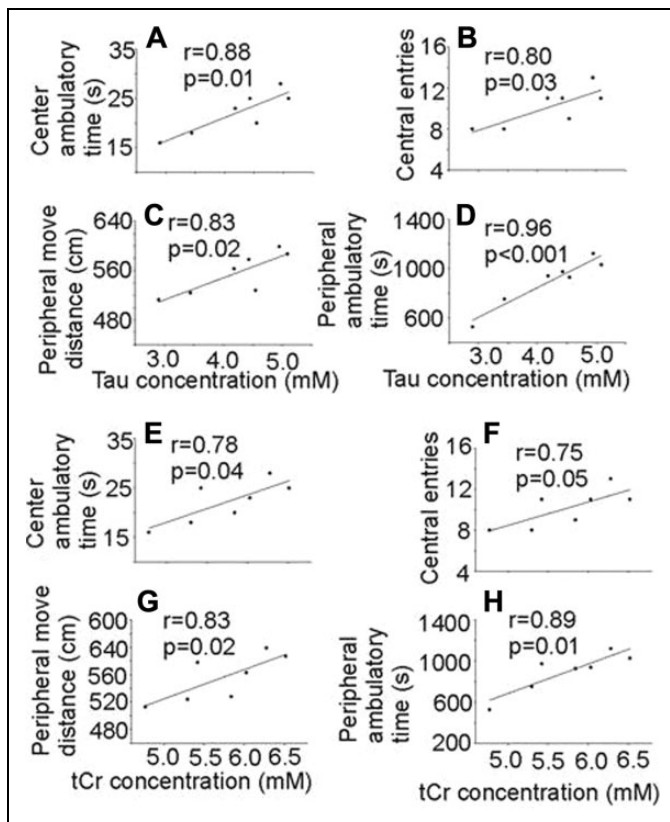 A
r=0.88
p=0.01
Center
ambulatory
time (s)
35
25
15
B
r=0.80
p=0.03
Central entries
16
12
8
4
C
r=0.83
p=0.02
Peripheral move
distance (cm)
640
560
480
3.0 4.0 5.0
Tau concentration (mM)
D
r=0.96
p<0.001
Peripheral
ambulatory
time (s)
1400
1000
600
3.0 4.0 5.0
Tau concentration (mM)
E
r=0.78
p=0.04
Center
ambulatory
time (s)
35
25
15
F
r=0.75
p=0.05
Central entries
16
12
8
4
G
r=0.83
p=0.02
Peripheral move
distance (cm)
600
640
560
520
480
5.0 5.5 6.0 6.5
tCr concentration (mM)
H
r=0.89
p=0.01
Peripheral
ambulatory
time (s)
1400
1000
600
200
5.0 5.5 6.0 6.5
tCr concentration (mM)